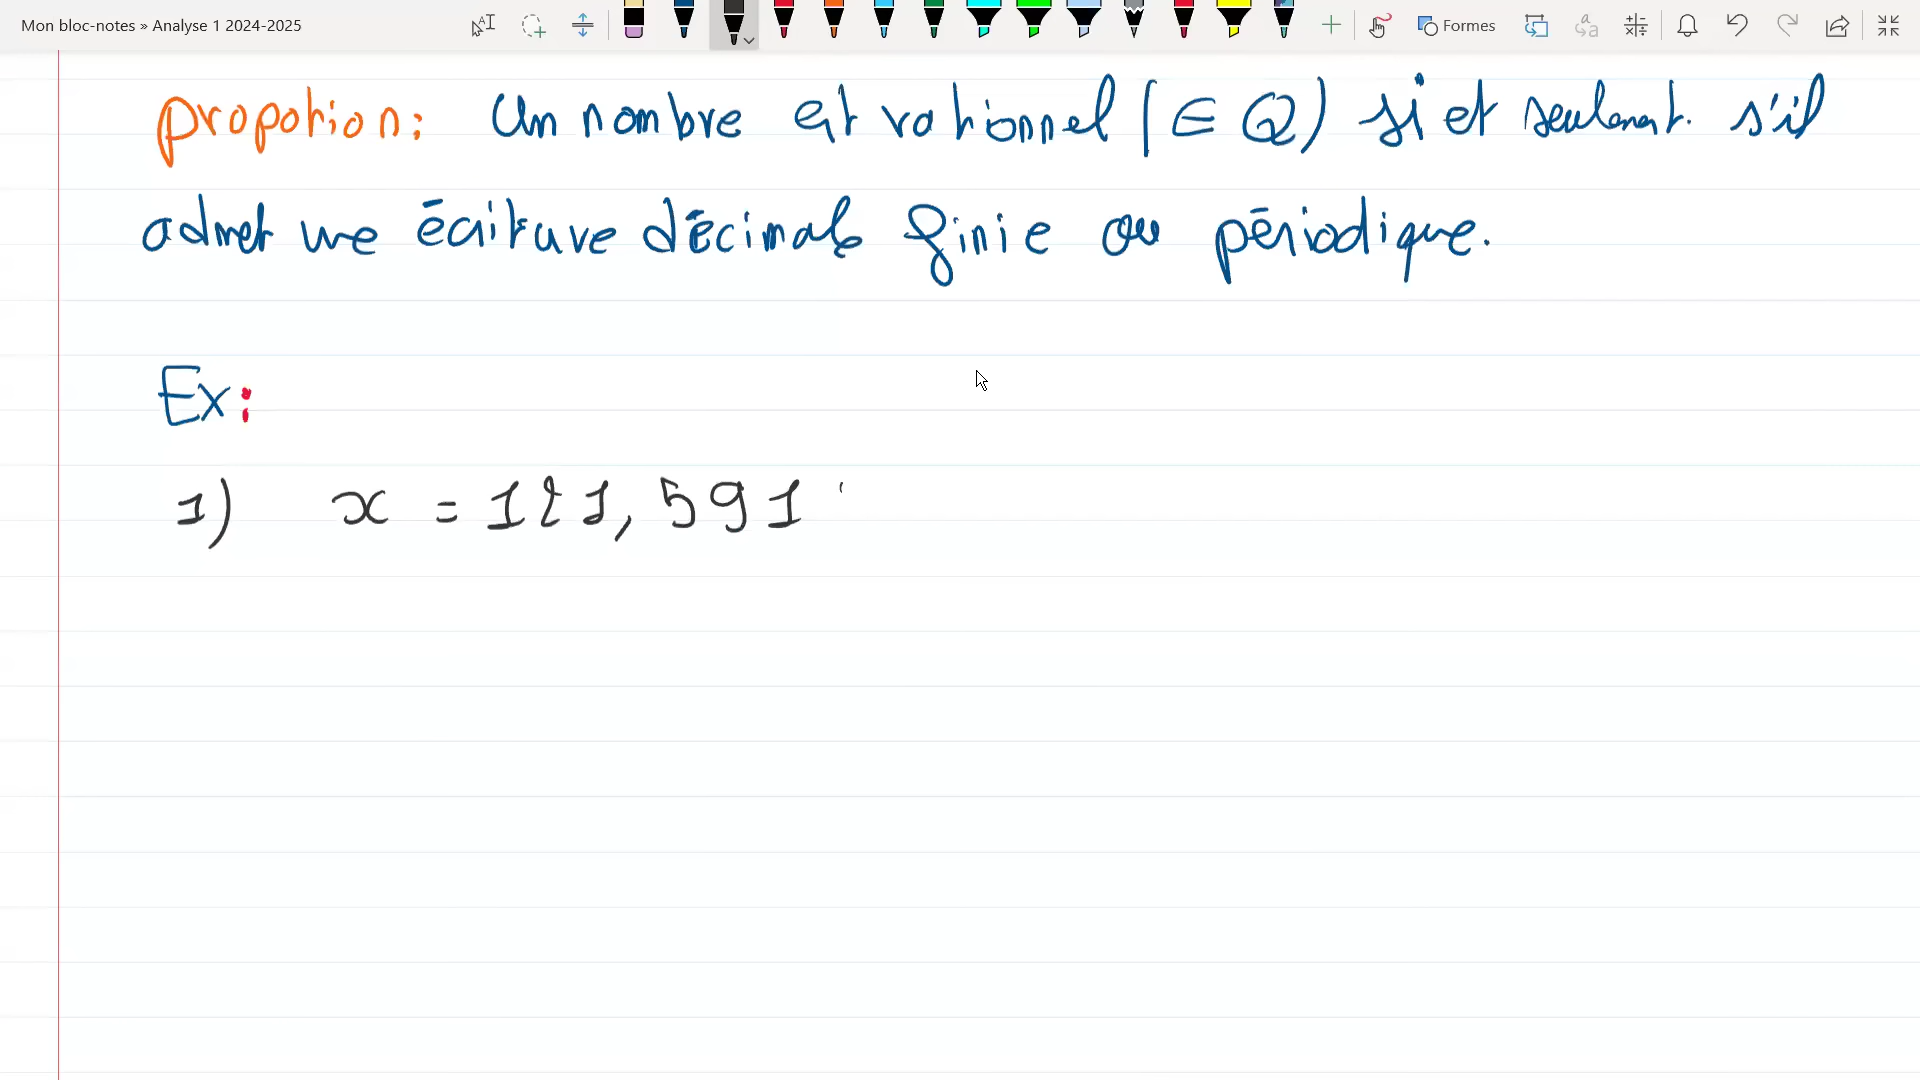 Mon bloc-notes » Analyse 1 2024-2025
Formes
propotion: Un nombre est rationnel (∈ Q) si et seulement. s'il
admet une écriture décimale finie ou périodique.
Ex:
1) x = 121,591